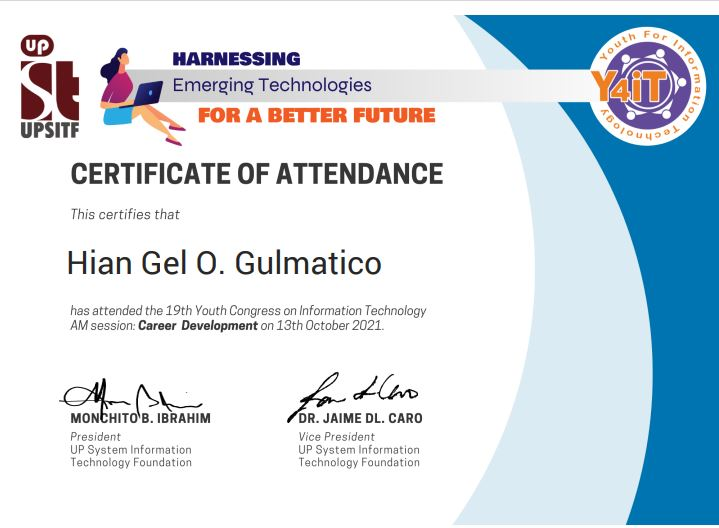 UP
St
UPSITF
HARNESSING
Emerging Technologies
FOR A BETTER FUTURE
Youth For Information Technology
Y4iT
CERTIFICATE OF ATTENDANCE
This certifies that
Hian Gel O. Gulmatico
has attended the 19th Youth Congress on Information Technology
AM session: Career Development on 13th October 2021.
MONCHITO B. IBRAHIM
President
UP System Information
Technology Foundation
DR. JAIME DL. CARO
Vice President
UP System Information
Technology Foundation